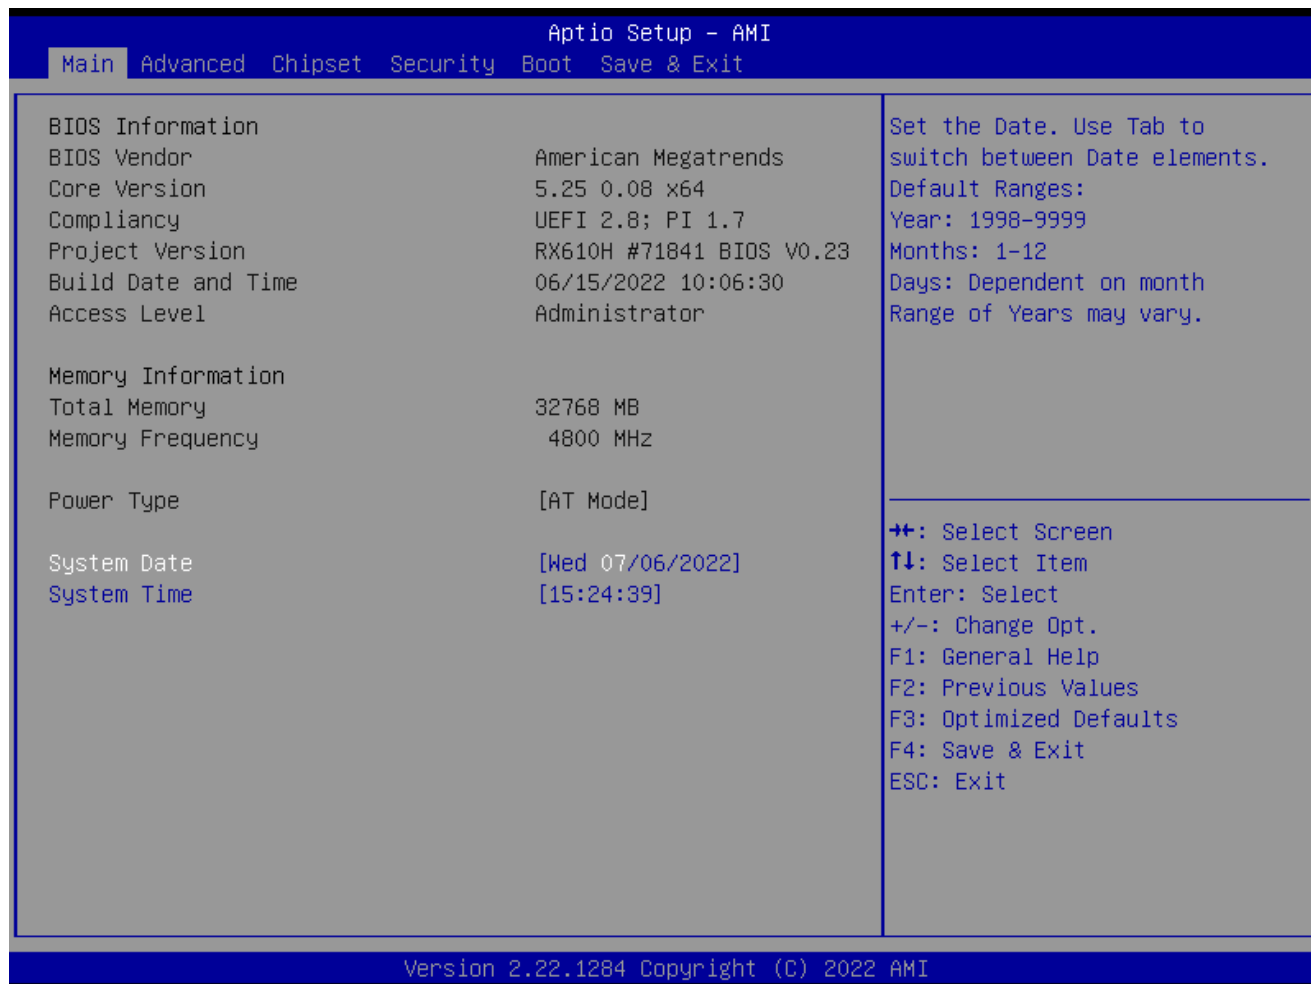 Aptio Setup – AMI
Main Advanced Chipset Security Boot Save & Exit
BIOS Information
BIOS Vendor American Megatrends
Core Version 5.25 0.08 x64
Compliancy UEFI 2.8; PI 1.7
Project Version RX610H #71841 BIOS V0.23
Build Date and Time 06/15/2022 10:06:30
Access Level Administrator
Memory Information
Total Memory 32768 MB
Memory Frequency 4800 MHz
Power Type [AT Mode]
System Date [Wed 07/06/2022]
System Time [15:24:39]
Set the Date. Use Tab to
switch between Date elements.
Default Ranges:
Year: 1998–9999
Months: 1–12
Days: Dependent on month
Range of Years may vary.
→←: Select Screen
↑↓: Select Item
Enter: Select
+/–: Change Opt.
F1: General Help
F2: Previous Values
F3: Optimized Defaults
F4: Save & Exit
ESC: Exit
Version 2.22.1284 Copyright (C) 2022 AMI